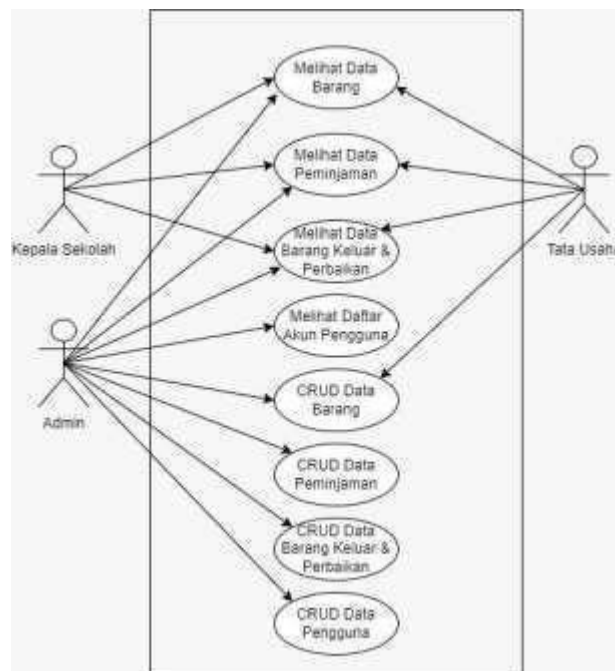 Melihat Data
Barang
Melihat Data
Peminjaman
Kepala Sekolah
Melihat Data
Barang Keluar &
Perbaikan
Tata Usaha
Melihat Daftar
Akun Pengguna
Admin
CRUD Data
Barang
CRUD Data
Peminjaman
CRUD Data
Barang Keluar &
Perbaikan
CRUD Data
Pengguna